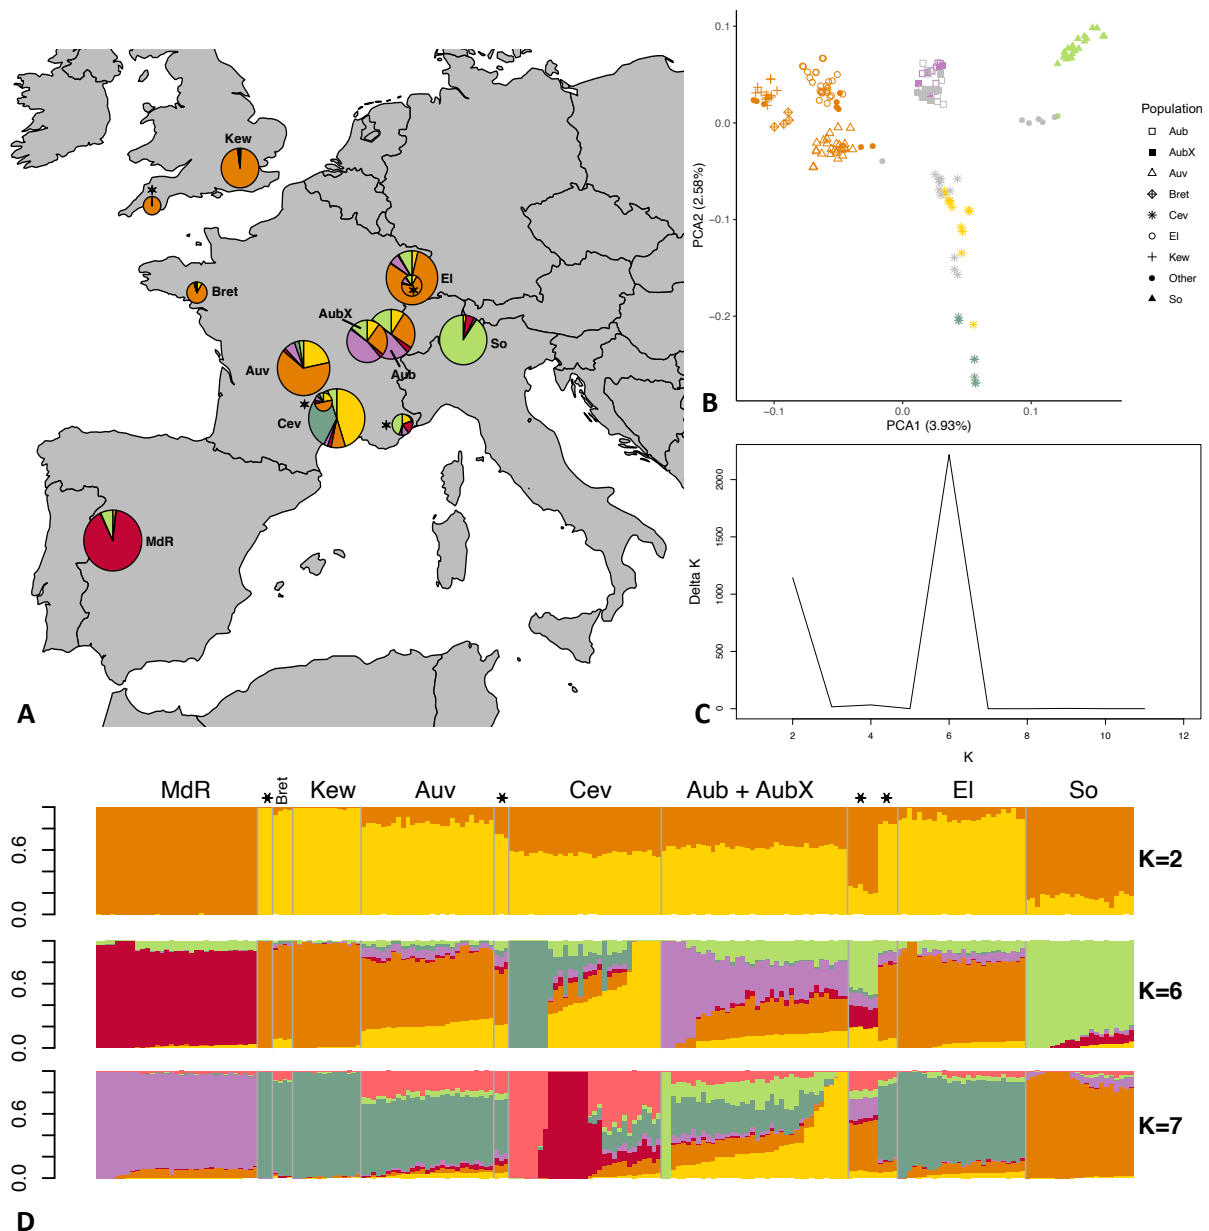 Kew
*
Bret
El
*
AubX
So
Aub
Auv
*
Cev
*
MdR
A
0.1
0.0
−0.1
−0.2
PCA2 (2.58%)
−0.1
0.0
0.1
PCA1 (3.93%)
B
Population
Aub
AubX
Auv
Bret
Cev
El
Kew
Other
So
2000
1500
1000
500
0
Delta K
2
4
6
8
10
12
K
C
MdR
*
Bret
Kew
Auv
*
Cev
Aub + AubX
*
*
El
So
0.6
0.0
K=2
0.6
0.0
K=6
0.6
0.0
K=7
D